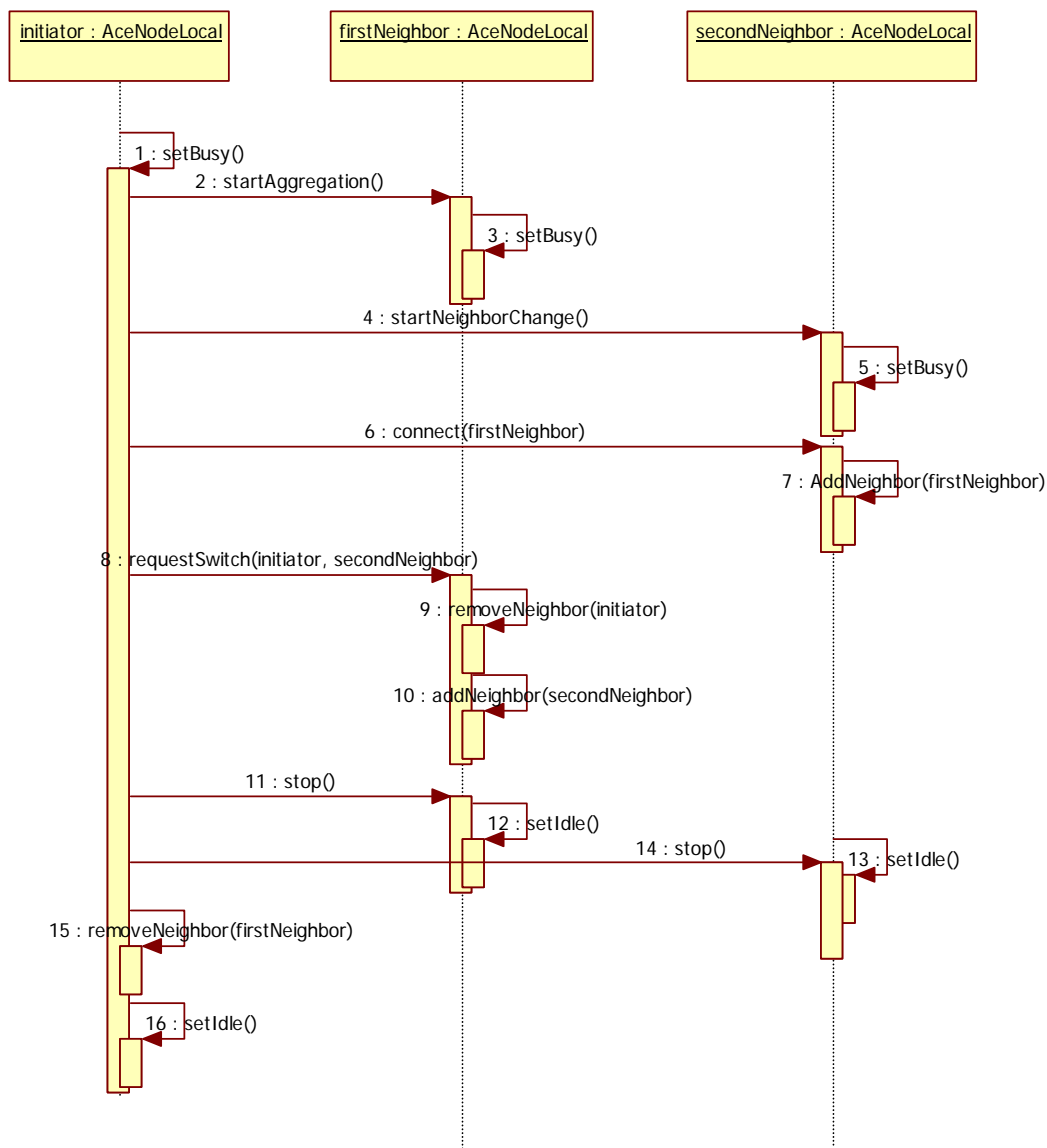 initiator : AceNodeLocal
firstNeighbor : AceNodeLocal
secondNeighbor : AceNodeLocal
1 : setBusy()
2 : startAggregation()
3 : setBusy()
4 : startNeighborChange()
5 : setBusy()
6 : connect(firstNeighbor)
7 : AddNeighbor(firstNeighbor)
8 : requestSwitch(initiator, secondNeighbor)
9 : removeNeighbor(initiator)
10 : addNeighbor(secondNeighbor)
11 : stop()
12 : setIdle()
14 : stop()
13 : setIdle()
15 : removeNeighbor(firstNeighbor)
16 : setIdle()